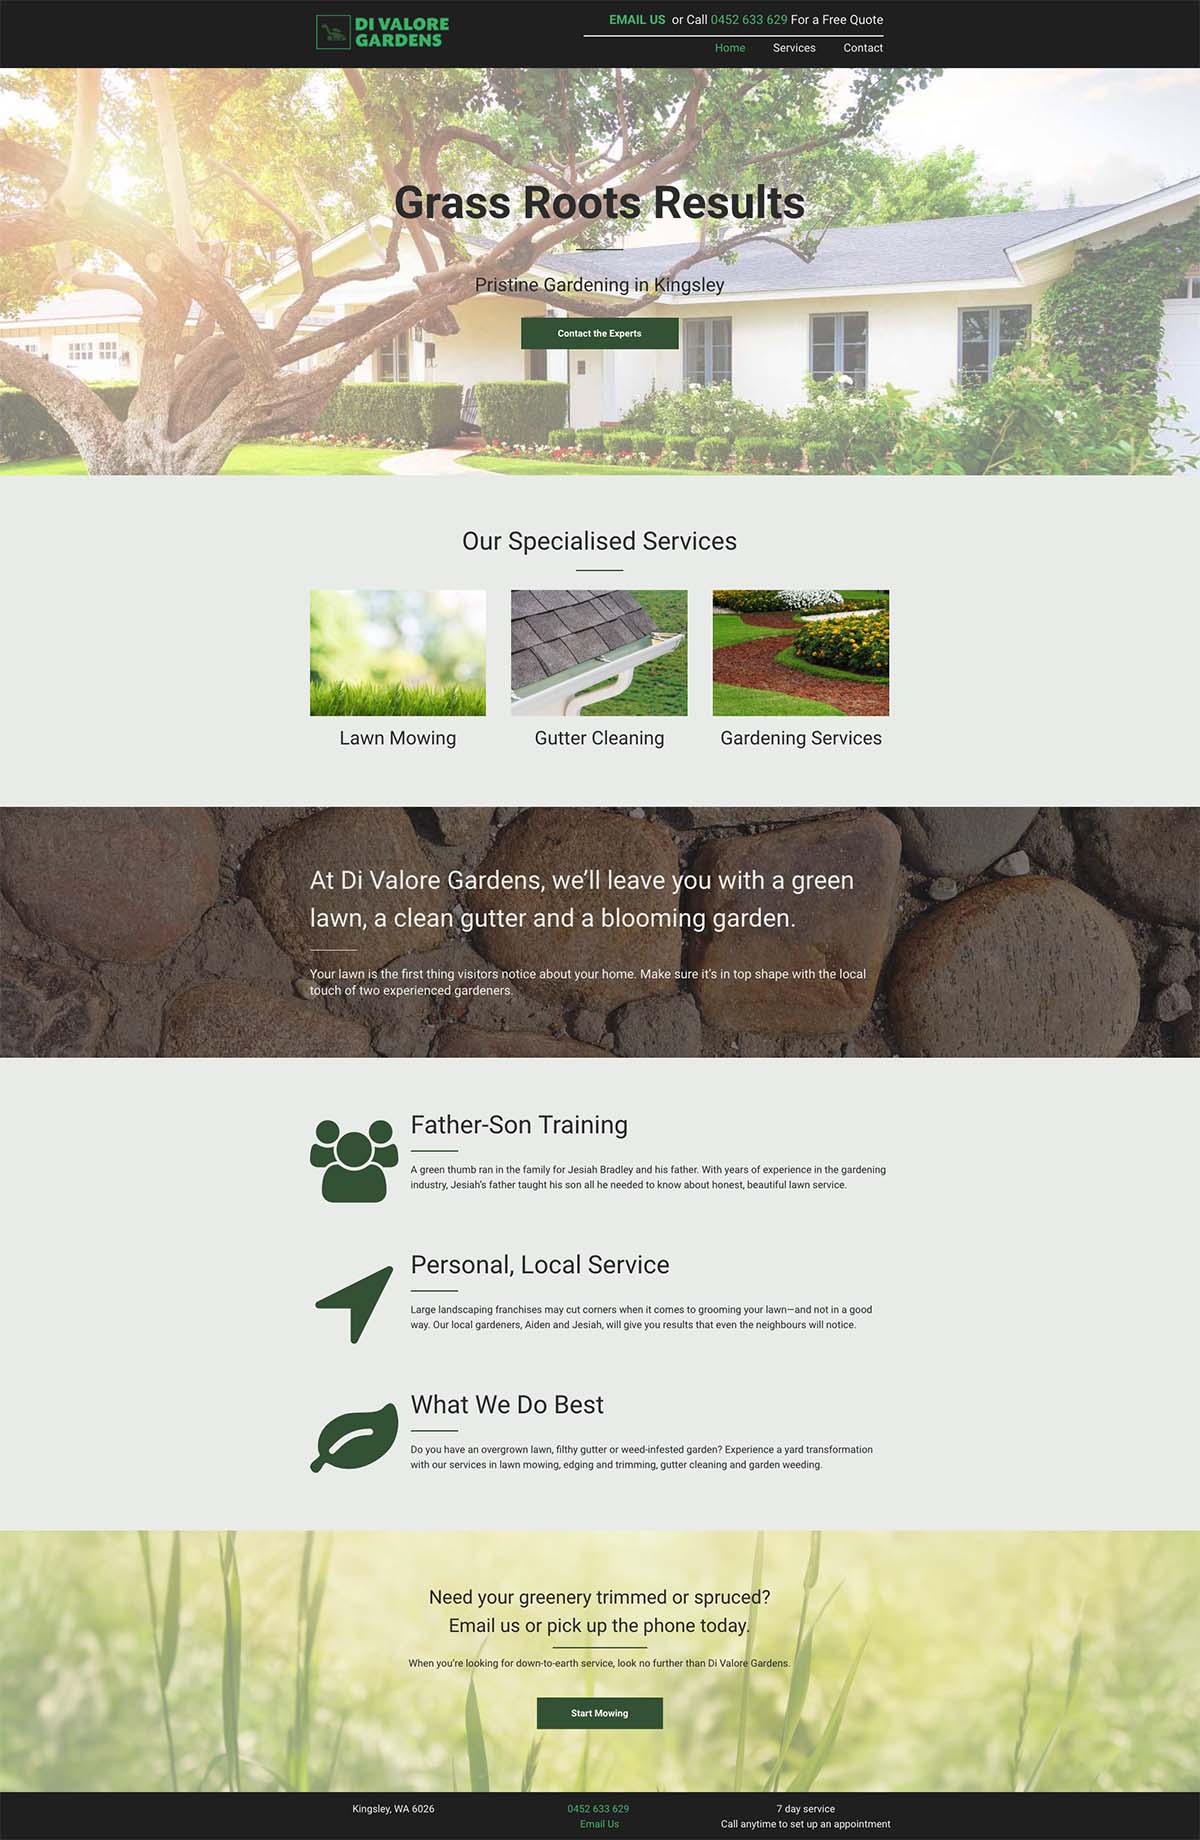 DI VALORE
GARDENS
EMAIL US or Call 0452 633 629 For a Free Quote
Home Services Contact
Grass Roots Results
Pristine Gardening in Kingsley
Contact the Experts
Our Specialised Services
Lawn Mowing
Gutter Cleaning
Gardening Services
At Di Valore Gardens, we’ll leave you with a green
lawn, a clean gutter and a blooming garden.
Your lawn is the first thing visitors notice about your home. Make sure it’s in top shape with the local
touch of two experienced gardeners.
Father-Son Training
A green thumb ran in the family for Jesiah Bradley and his father. With years of experience in the gardening
industry, Jesiah’s father taught his son all he needed to know about honest, beautiful lawn service.
Personal, Local Service
Large landscaping franchises may cut corners when it comes to grooming your lawn—and not in a good
way. Our local gardeners, Aiden and Jesiah, will give you results that even the neighbours will notice.
What We Do Best
Do you have an overgrown lawn, filthy gutter or weed-infested garden? Experience a yard transformation
with our services in lawn mowing, edging and trimming, gutter cleaning and garden weeding.
Need your greenery trimmed or spruced?
Email us or pick up the phone today.
When you’re looking for down-to-earth service, look no further than Di Valore Gardens.
Start Mowing
Kingsley, WA 6026
0452 633 629
Email Us
7 day service
Call anytime to set up an appointment